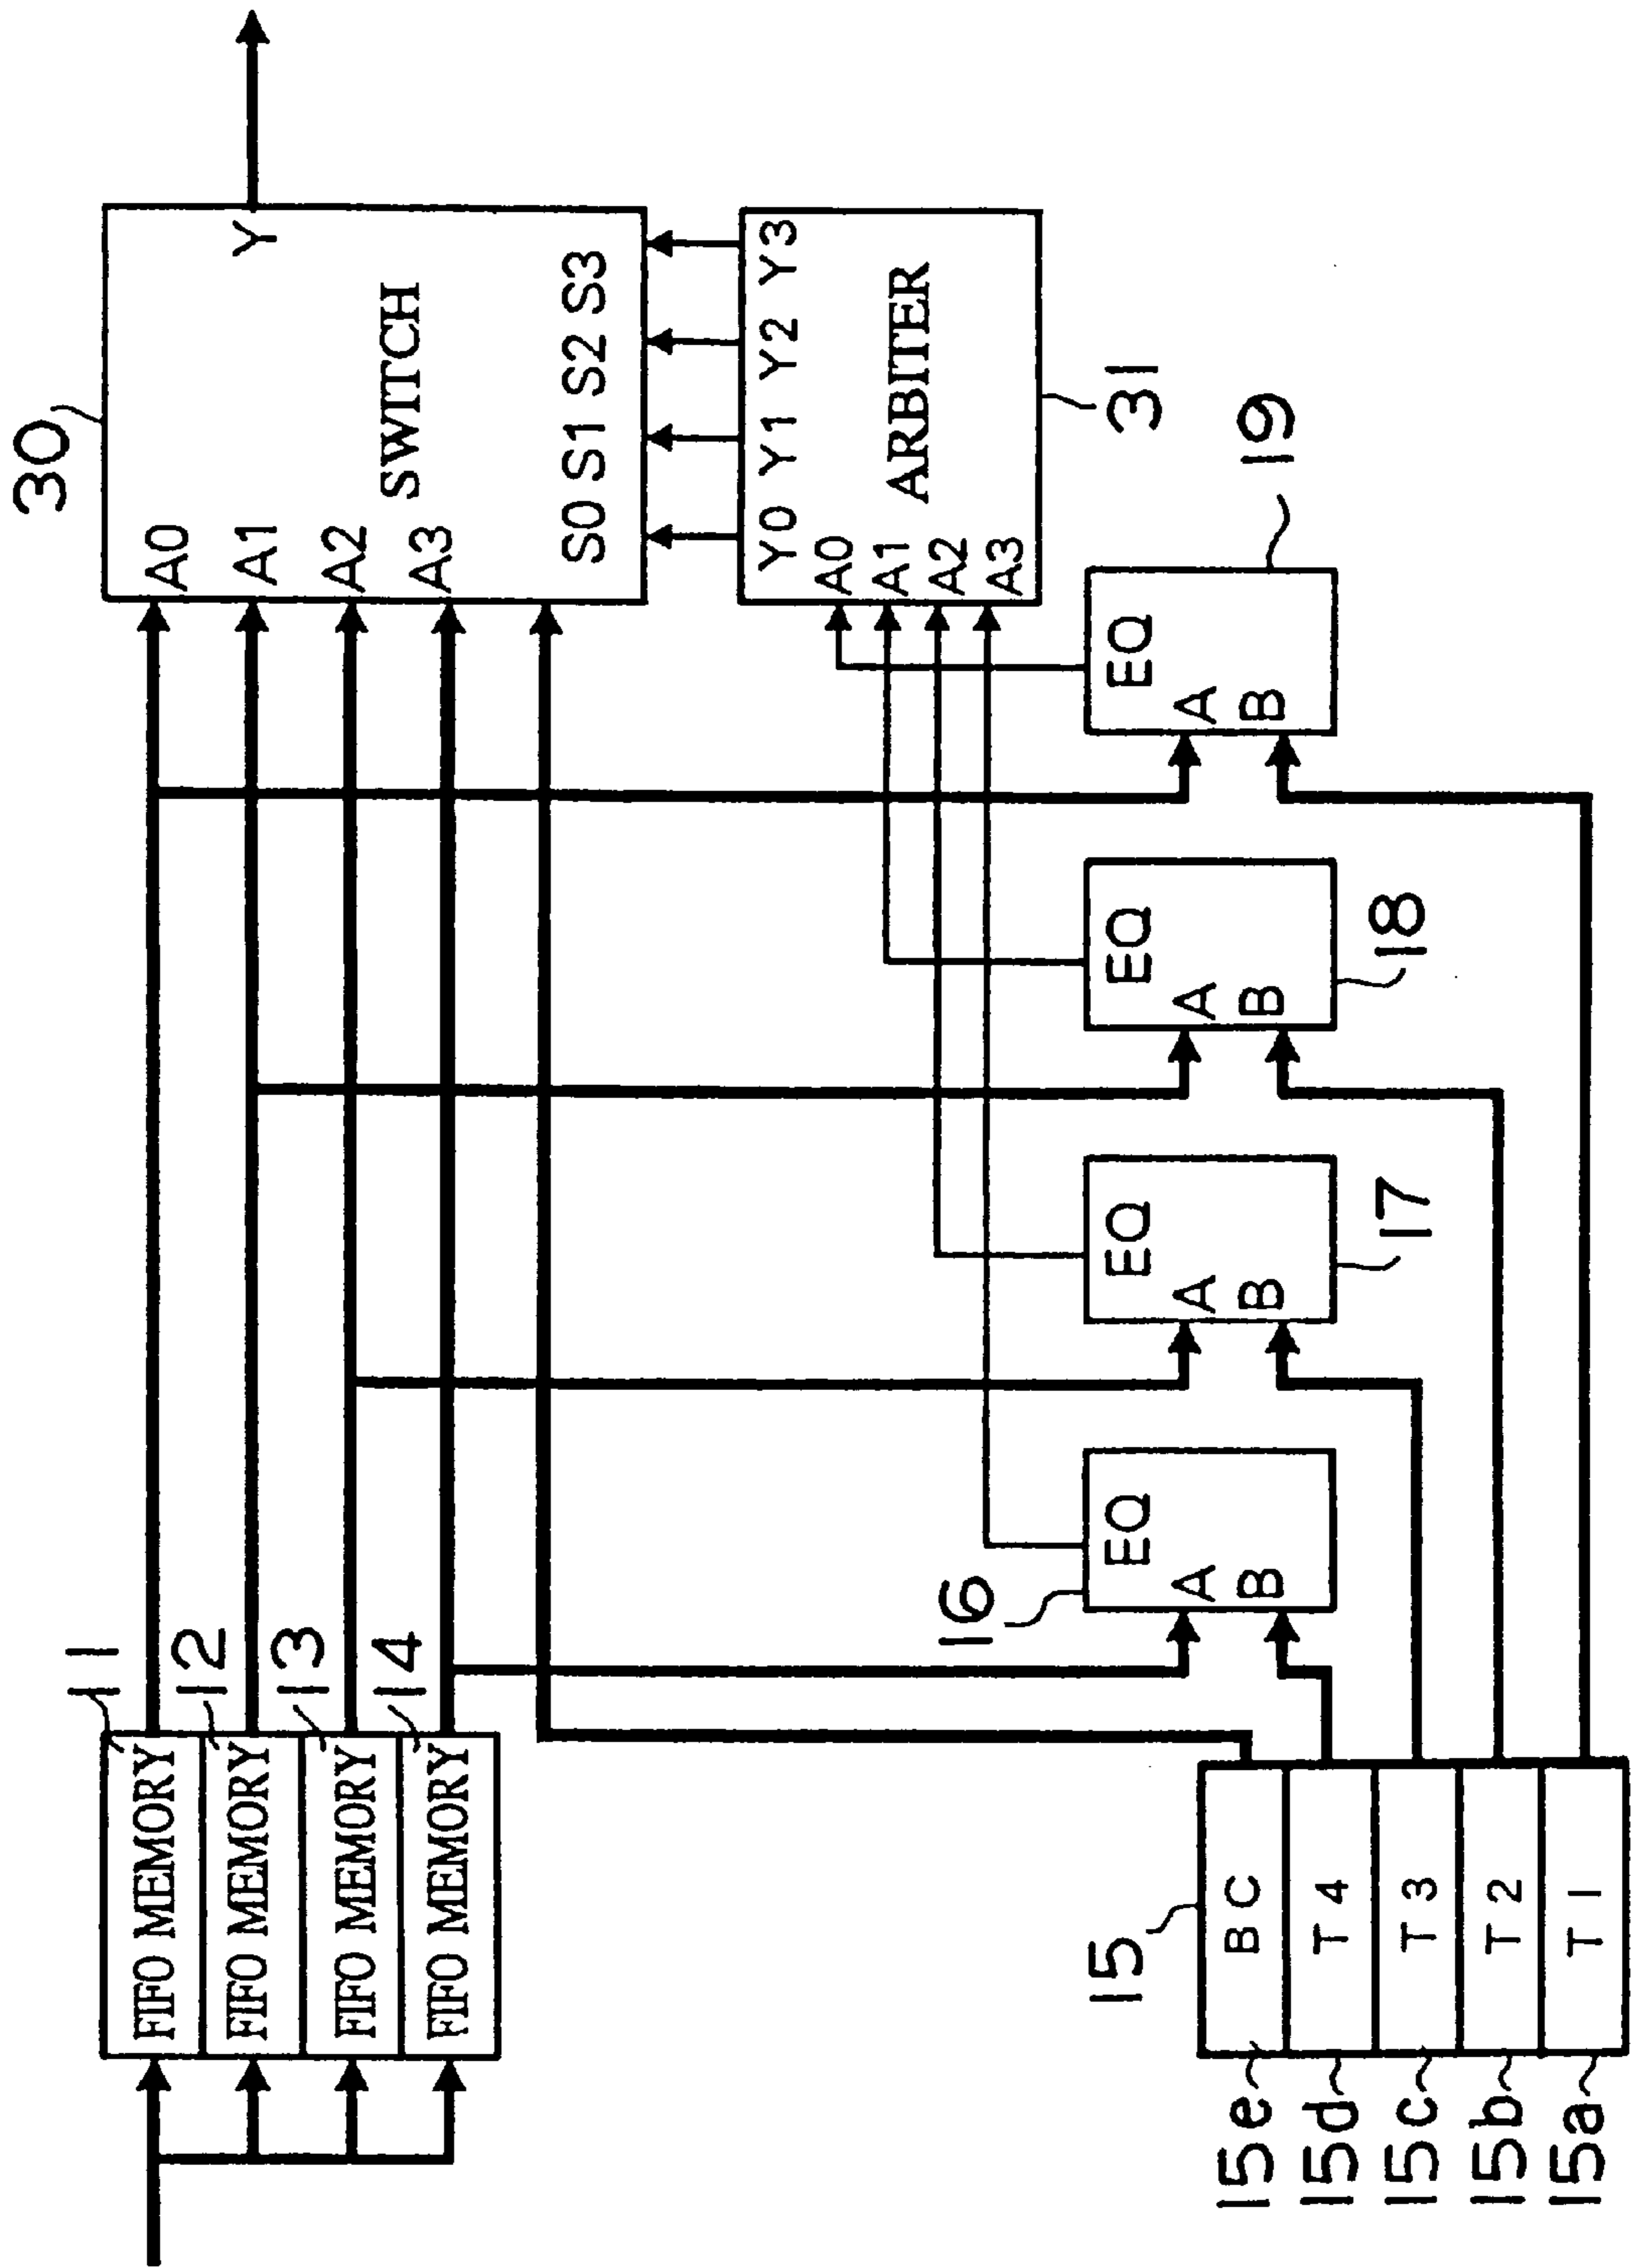 30
A0
Y
A1
A2
SWITCH
A3
S0 S1 S2 S3
11
FIFO MEMORY
12
FIFO MEMORY
13
FIFO MEMORY
14
FIFO MEMORY
Y0 Y1 Y2 Y3
A0
A1
ARBITER
A2
A3
31
16
EQ
A
B
EQ
A
B
17
EQ
A
B
18
EQ
A
B
19
15
15e
BC
15d
T4
15c
T3
15b
T2
15a
T1